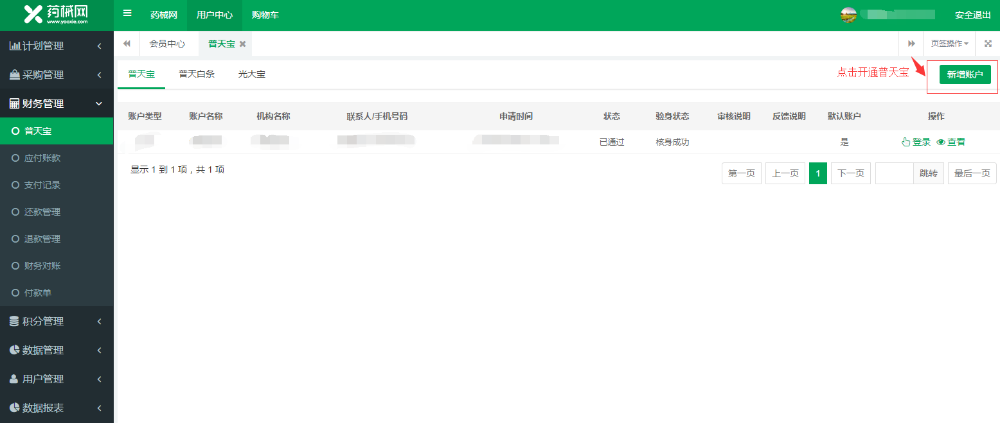 药械网
www.yaoxie.com
药械网 用户中心 购物车 安全退出
会员中心 普天宝 页签操作
普天宝 普天白条 光大宝 点击开通普天宝 新增账户
计划管理
采购管理
财务管理
普天宝
应付账款
支付记录
还款管理
退款管理
财务对账
付款单
积分管理
数据管理
用户管理
数据报表
账户类型 账户名称 机构名称 联系人/手机号码 申请时间 状态 验身状态 审核说明 反馈说明 默认账户 操作
已通过 核身成功 是 登录 查看
显示 1 到 1 项，共 1 项
第一页 上一页 1 下一页 跳转 最后一页